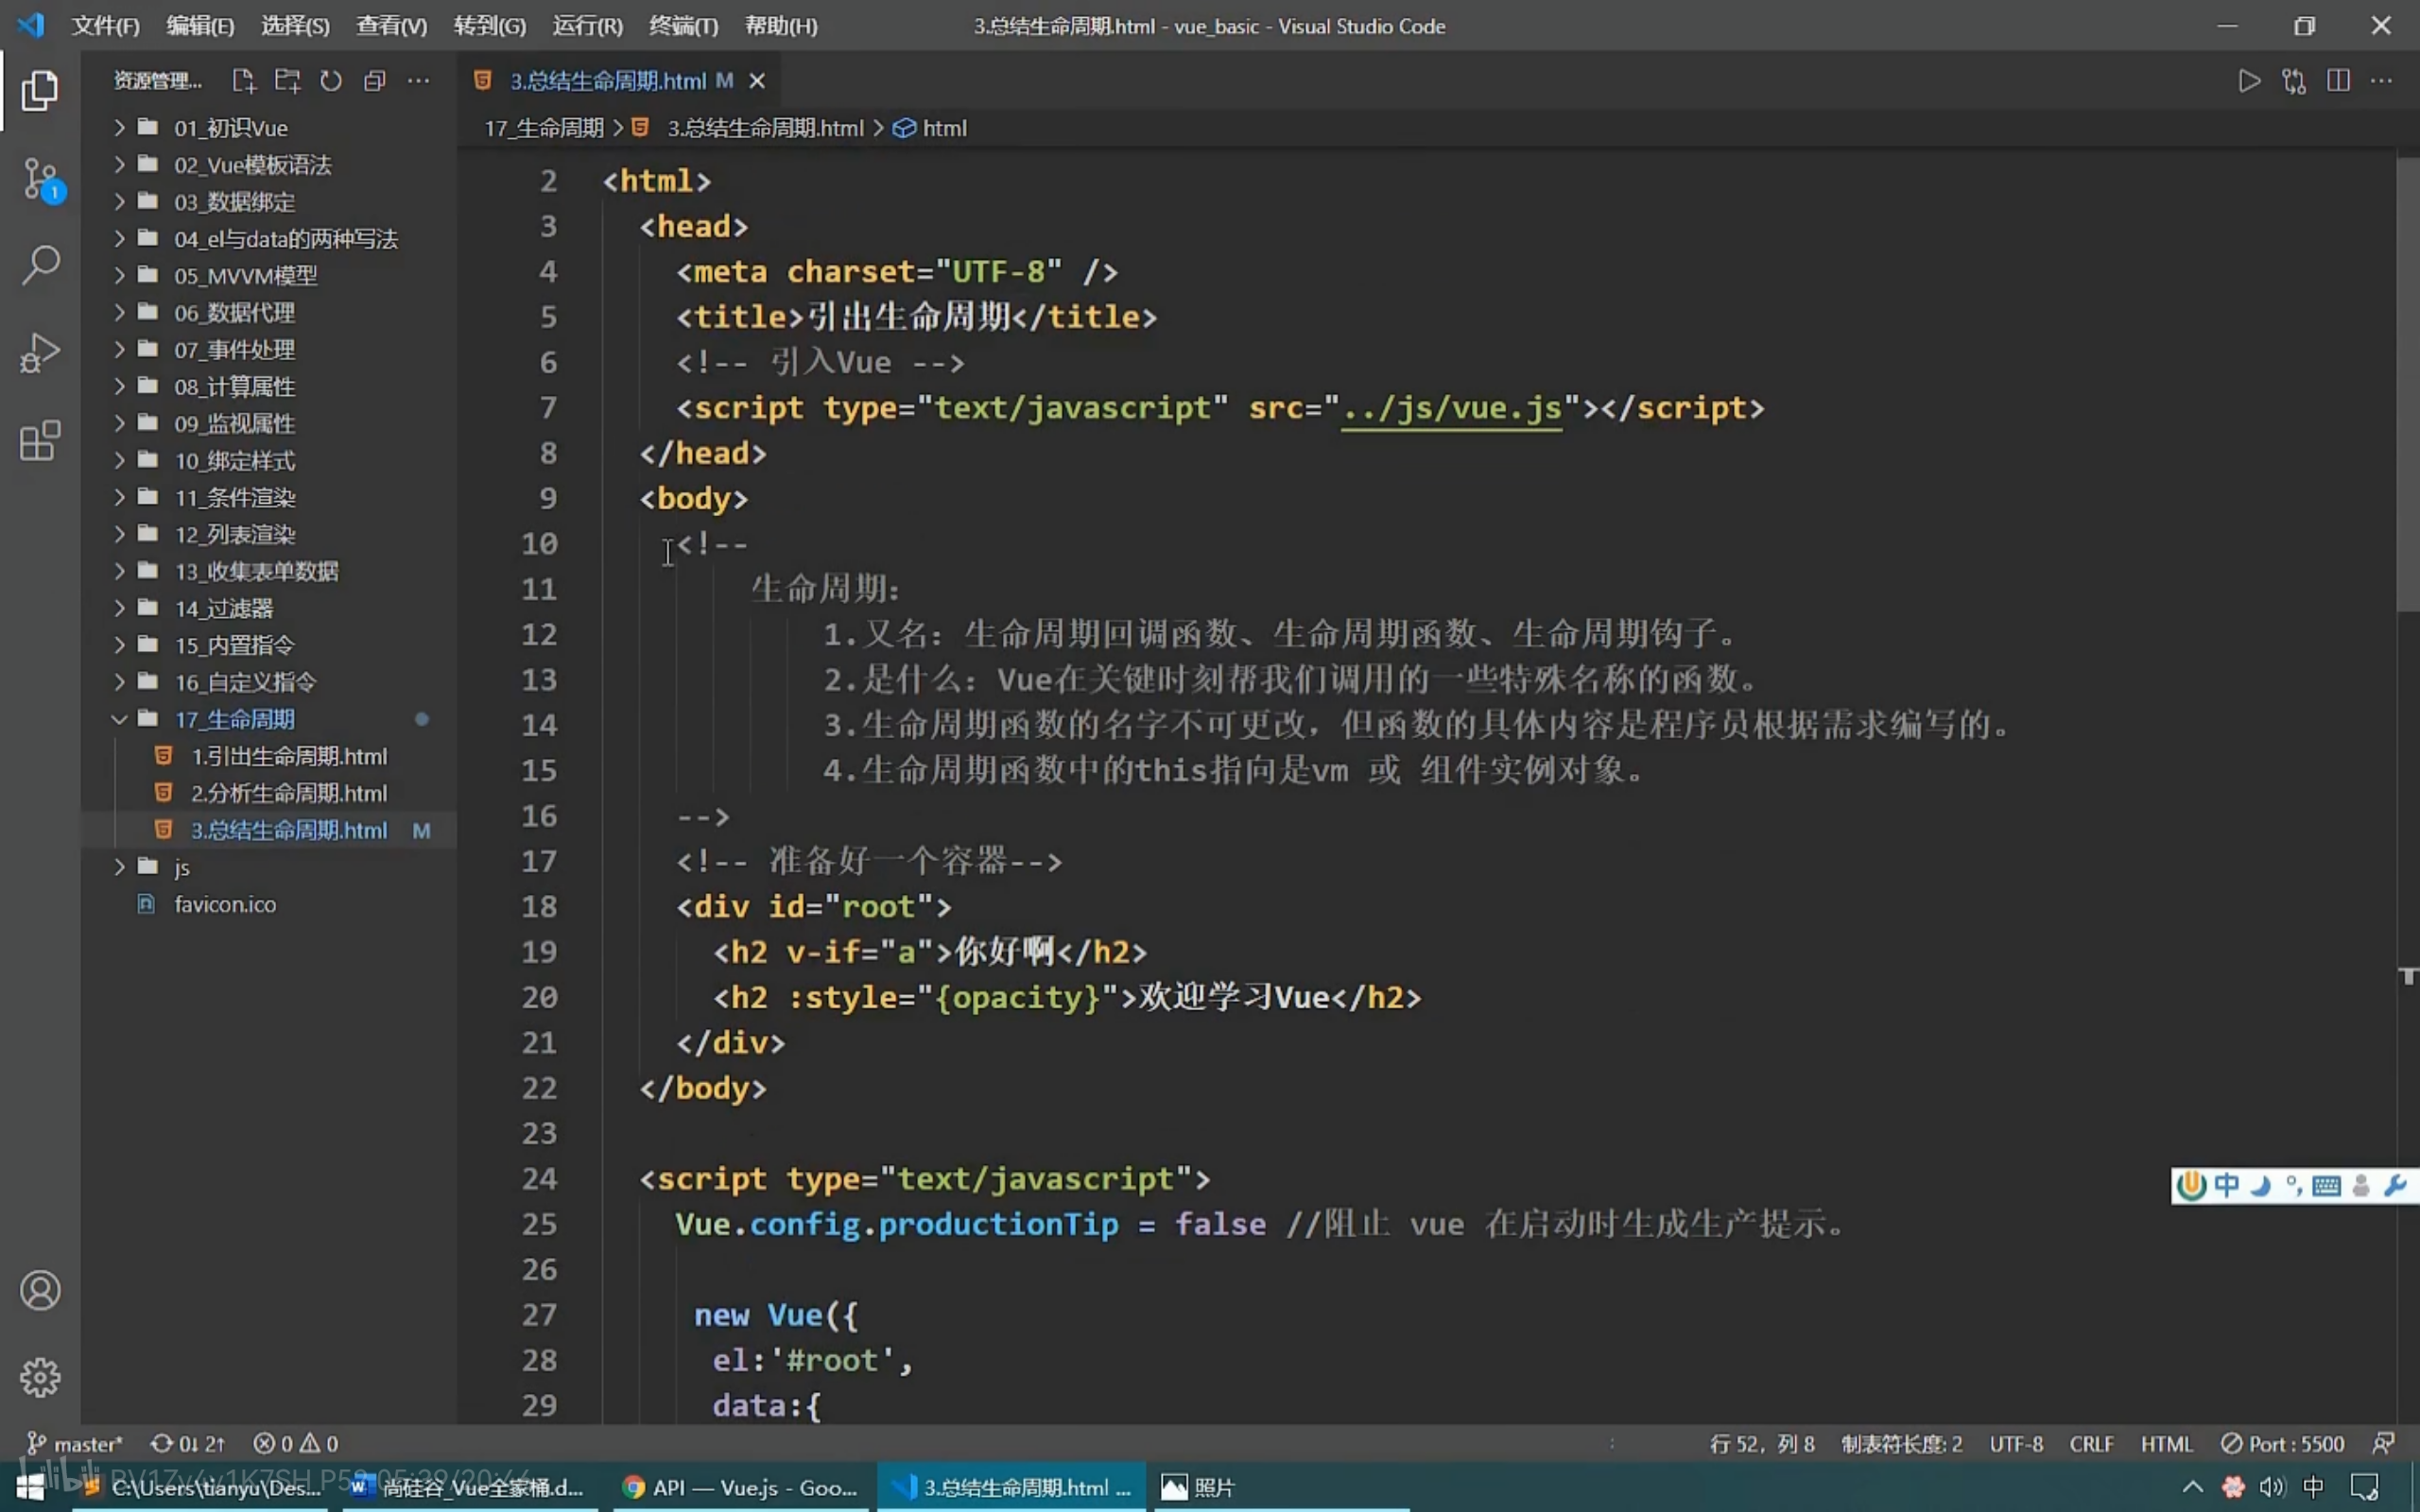 文件(F) 编辑(E) 选择(S) 查看(V) 转到(G) 运行(R) 终端(T) 帮助(H) 3.总结生命周期.html - vue_basic - Visual Studio Code
资源管理... 3.总结生命周期.html M
17_生命周期 > 3.总结生命周期.html > html
01_初识Vue
02_Vue模板语法
03_数据绑定
04_el与data的两种写法
05_MVVM模型
06_数据代理
07_事件处理
08_计算属性
09_监视属性
10_绑定样式
11_条件渲染
12_列表渲染
13_收集表单数据
14_过滤器
15_内置指令
16_自定义指令
17_生命周期
1.引出生命周期.html
2.分析生命周期.html
3.总结生命周期.html M
js
favicon.ico
1
2 <html>
3 <head>
4 <meta charset="UTF-8" />
5 <title>引出生命周期</title>
6 <!-- 引入Vue -->
7 <script type="text/javascript" src="../js/vue.js"></script>
8 </head>
9 <body>
10 <!--
11 生命周期：
12 1.又名：生命周期回调函数、生命周期函数、生命周期钩子。
13 2.是什么：Vue在关键时刻帮我们调用的一些特殊名称的函数。
14 3.生命周期函数的名字不可更改，但函数的具体内容是程序员根据需求编写的。
15 4.生命周期函数中的this指向是vm 或 组件实例对象。
16 -->
17 <!-- 准备好一个容器-->
18 <div id="root">
19 <h2 v-if="a">你好啊</h2>
20 <h2 :style="{opacity}">欢迎学习Vue</h2>
21 </div>
22 </body>
23
24 <script type="text/javascript">
25 Vue.config.productionTip = false //阻止 vue 在启动时生成生产提示。
26
27 new Vue({
28 el:'#root',
29 data:{
中
master* 0↓ 2↑ 0 0 行 52，列 8 制表符长度: 2 UTF-8 CRLF HTML Port : 5500
C:\Users\tianyu\Des... 尚硅谷_Vue全家桶.d... API — Vue.js - Goo... 3.总结生命周期.html ... 照片 中